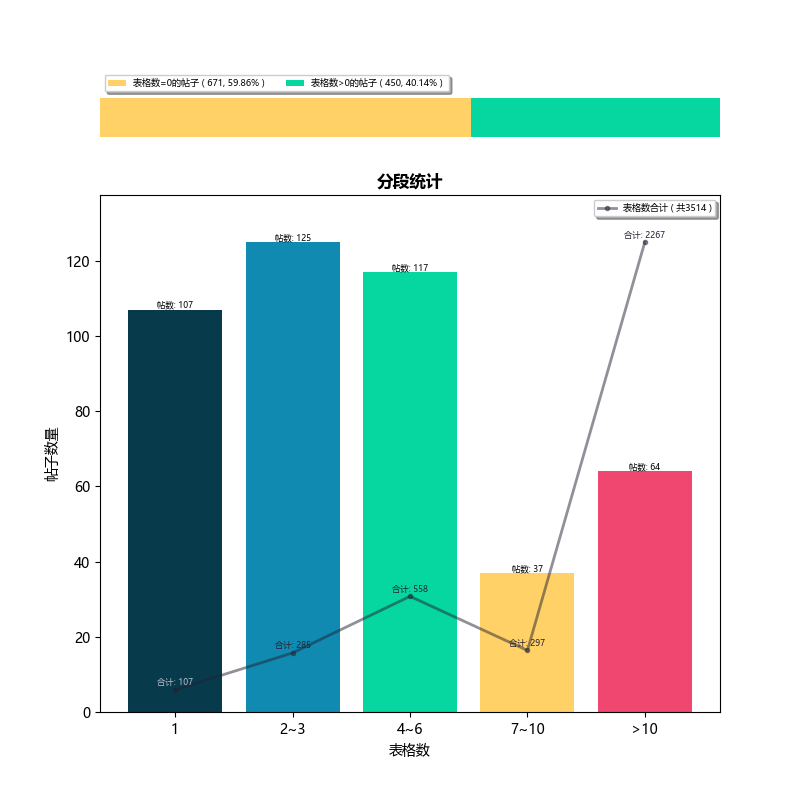 表格数=0的帖子 ( 671, 59.86% )
表格数>0的帖子 ( 450, 40.14% )
分段统计
表格数合计 ( 共3514 )
合计: 2267
帖数: 125
帖数: 117
帖数: 107
帖数: 64
帖数: 37
合计: 558
合计: 285
合计: 297
合计: 107
帖子数量
120
100
80
60
40
20
0
1
2~3
4~6
7~10
>10
表格数